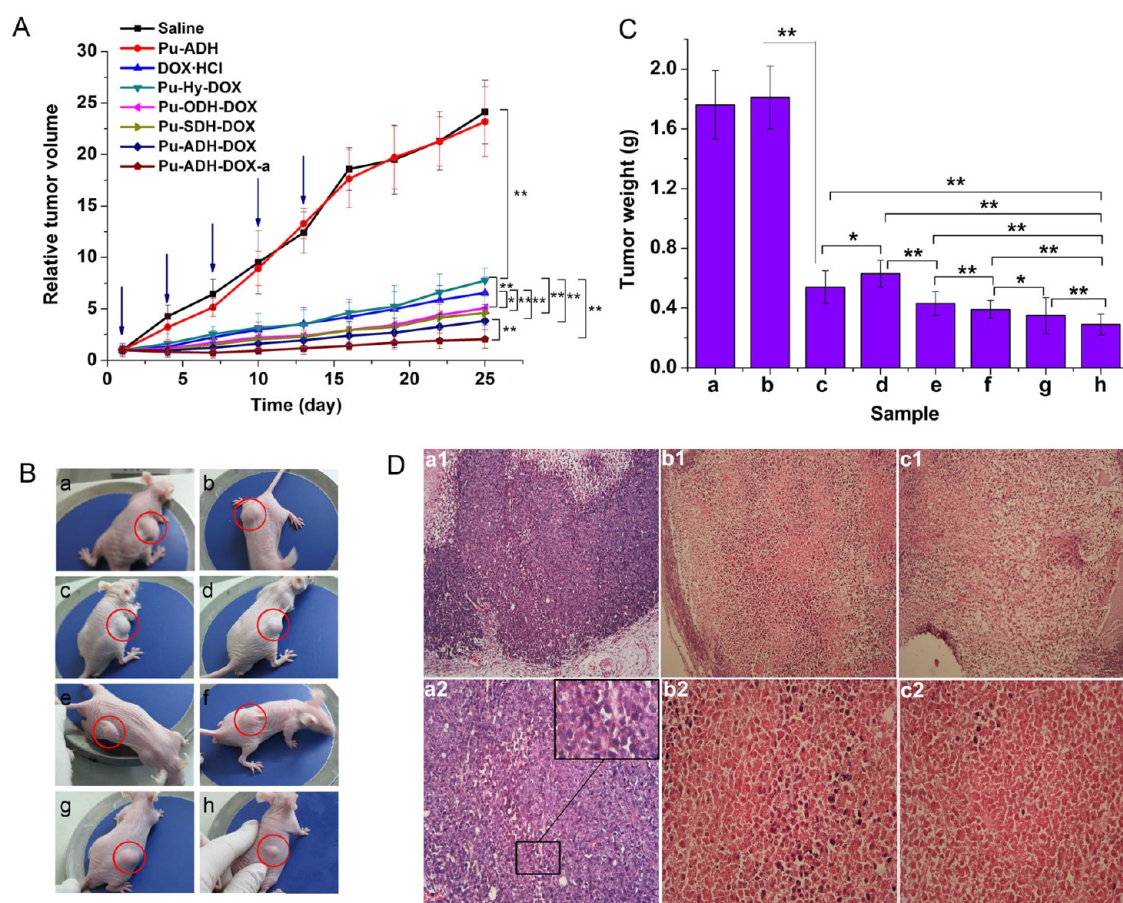 A
Saline
Pu-ADH
DOX·HCl
Pu-Hy-DOX
Pu-ODH-DOX
Pu-SDH-DOX
Pu-ADH-DOX
Pu-ADH-DOX-a
Relative tumor volume
30
25
20
15
10
5
0
0 5 10 15 20 25
Time (day)
**
** * ** ** ** ** **
**
C
Tumor weight (g)
2.0
1.6
1.2
0.8
0.4
0.0
**
**
**
**
**
*
**
**
*
**
a b c d e f g h
Sample
B
a b
c d
e f
g h
D
a1 b1 c1
a2 b2 c2